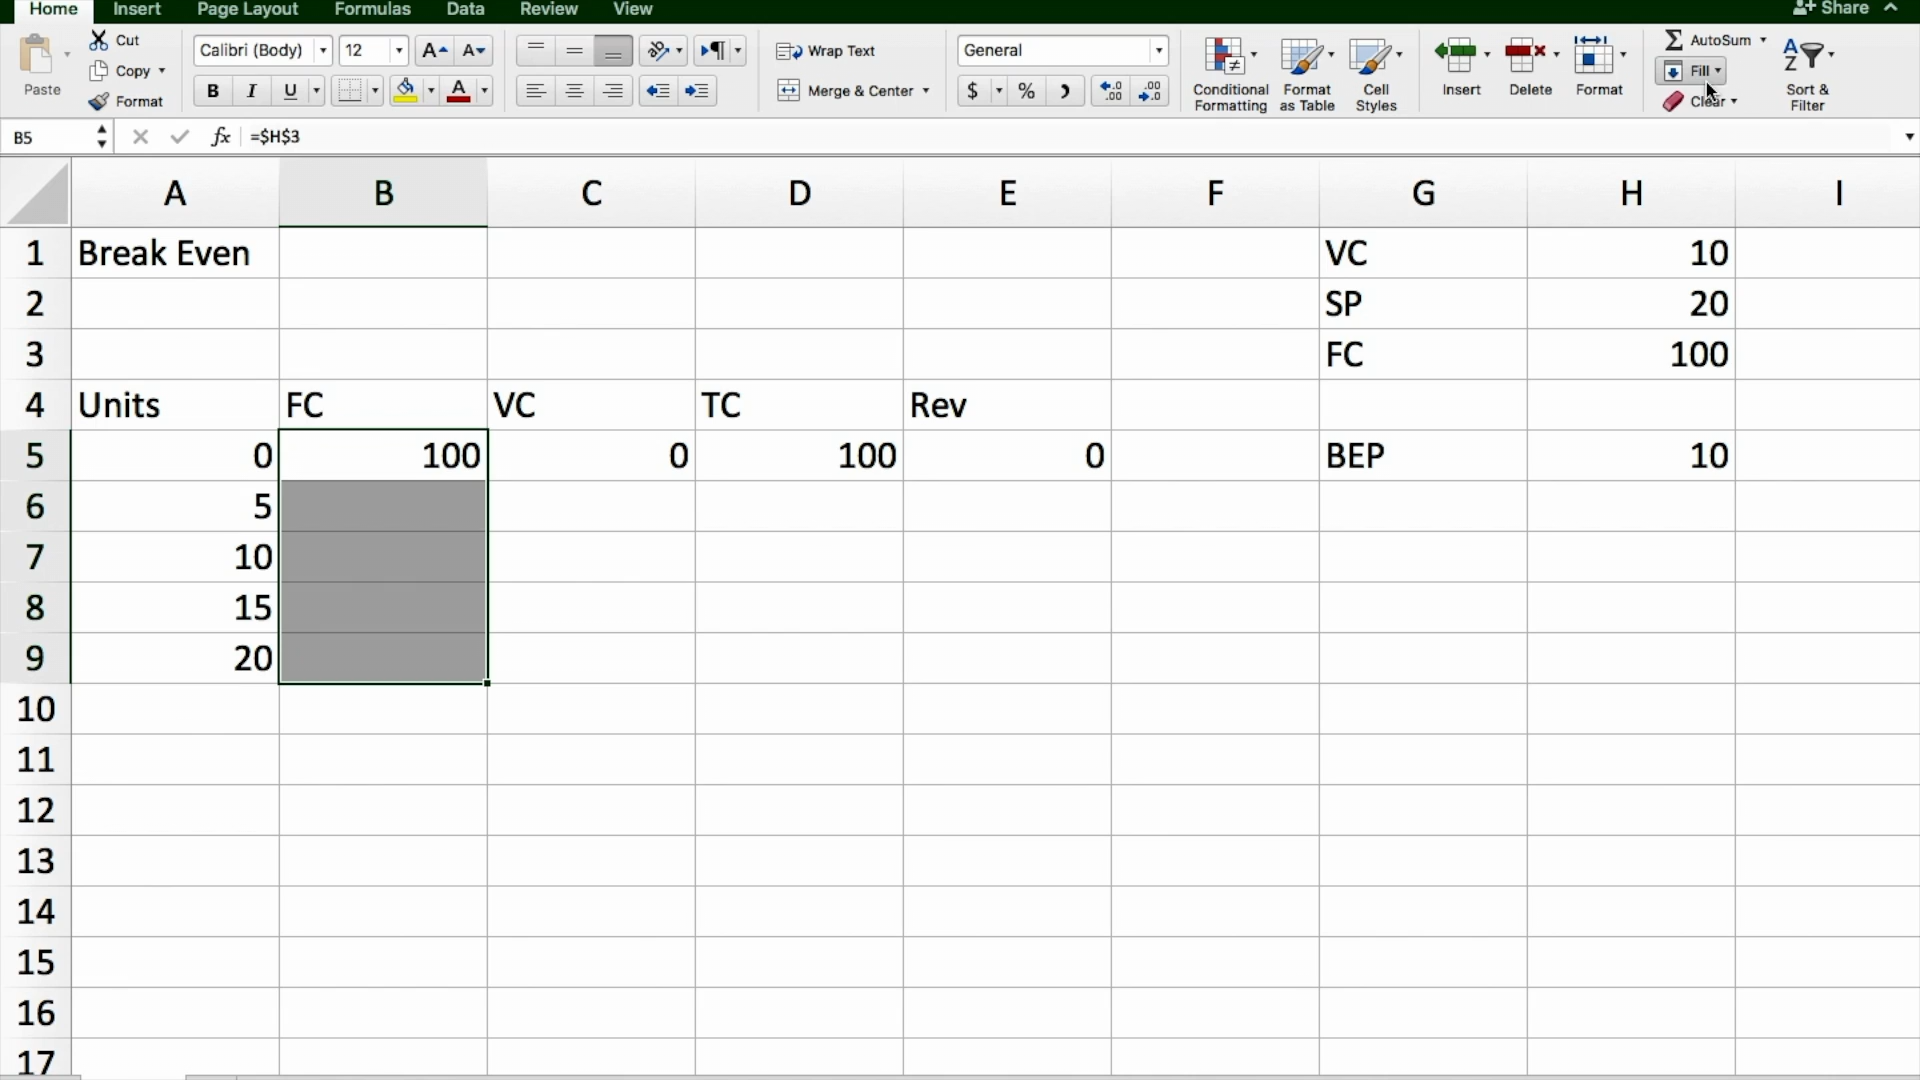 Home Insert Page Layout Formulas Data Review View Share
Paste Cut Copy Format
Calibri (Body) 12 A A
B I U A
Wrap Text
Merge & Center
General
$ %
Conditional Formatting
Format as Table
Cell Styles
Insert Delete Format
AutoSum
Fill
Clear
Sort & Filter
B5 fx =$H$3
A B C D E F G H I
1 Break Even VC 10
2 SP 20
3 FC 100
4 Units FC VC TC Rev
5 0 100 0 100 0 BEP 10
6 5
7 10
8 15
9 20
10
11
12
13
14
15
16
17